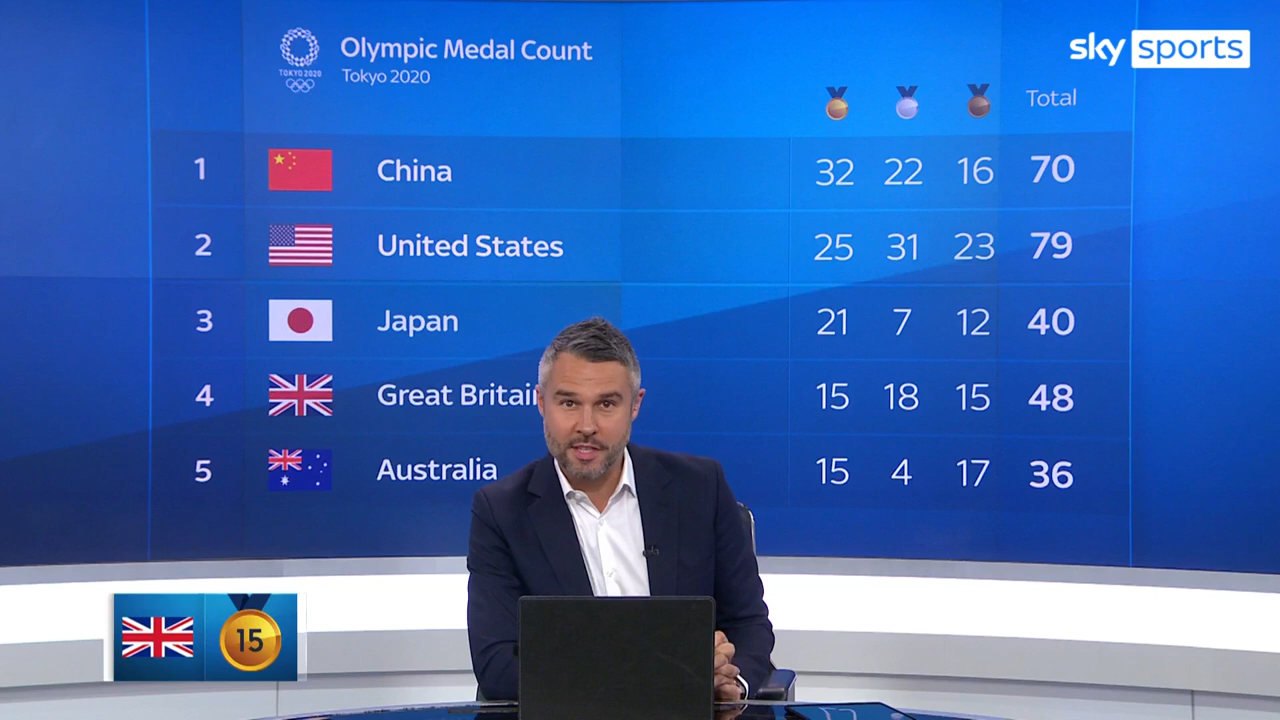 Olympic Medal Count
Tokyo 2020
TOKYO 2020
sky sports
Total
1 China 32 22 16 70
2 United States 25 31 23 79
3 Japan 21 7 12 40
4 Great Britain 15 18 15 48
5 Australia 15 4 17 36
15